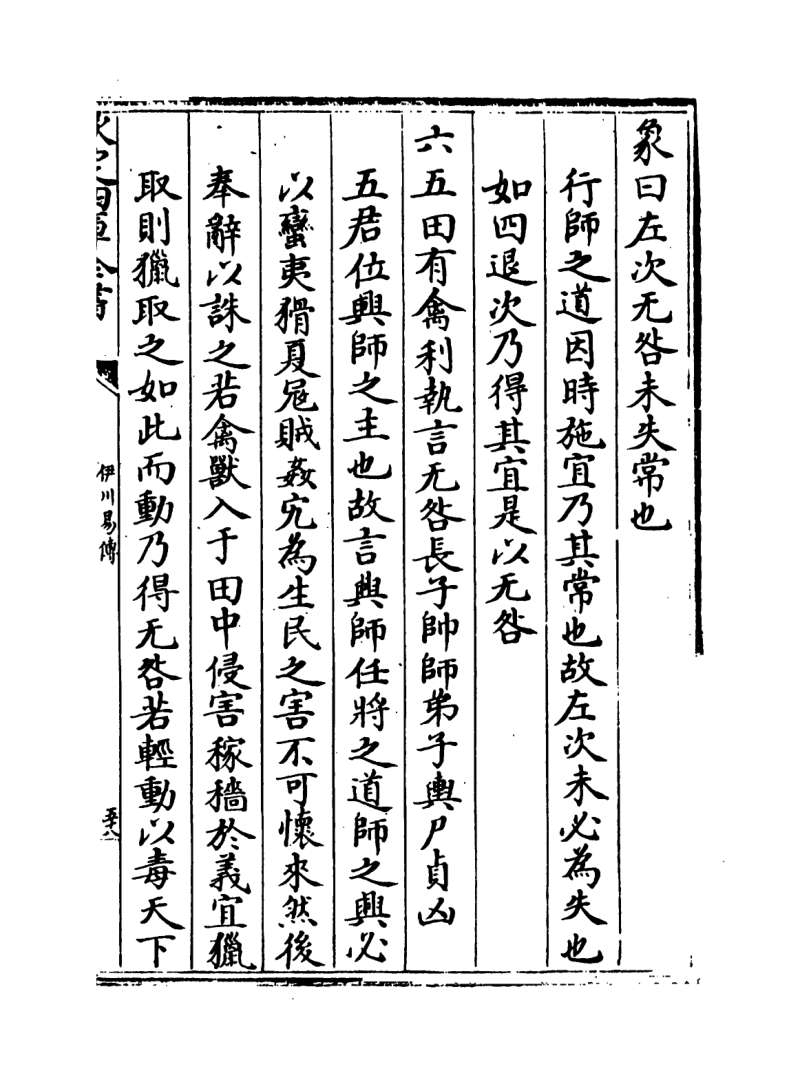 象曰左次无咎未失常也
行師之道因時施宜乃其常也故左次未必為失也
如四退次乃得其宜是以无咎
六五田有禽利執言无咎長子帥師弟子輿尸貞凶
五君位興師之主也故言興師任將之道師之興必
以蠻夷猾夏冦賊姦宄為生民之害不可懷來然後
奉辭以誅之若禽獸入于田中侵害稼穡於義宜獵
取則獵取之如此而動乃得无咎若輕動以毒天下
欽定四庫全書
伊川易傳